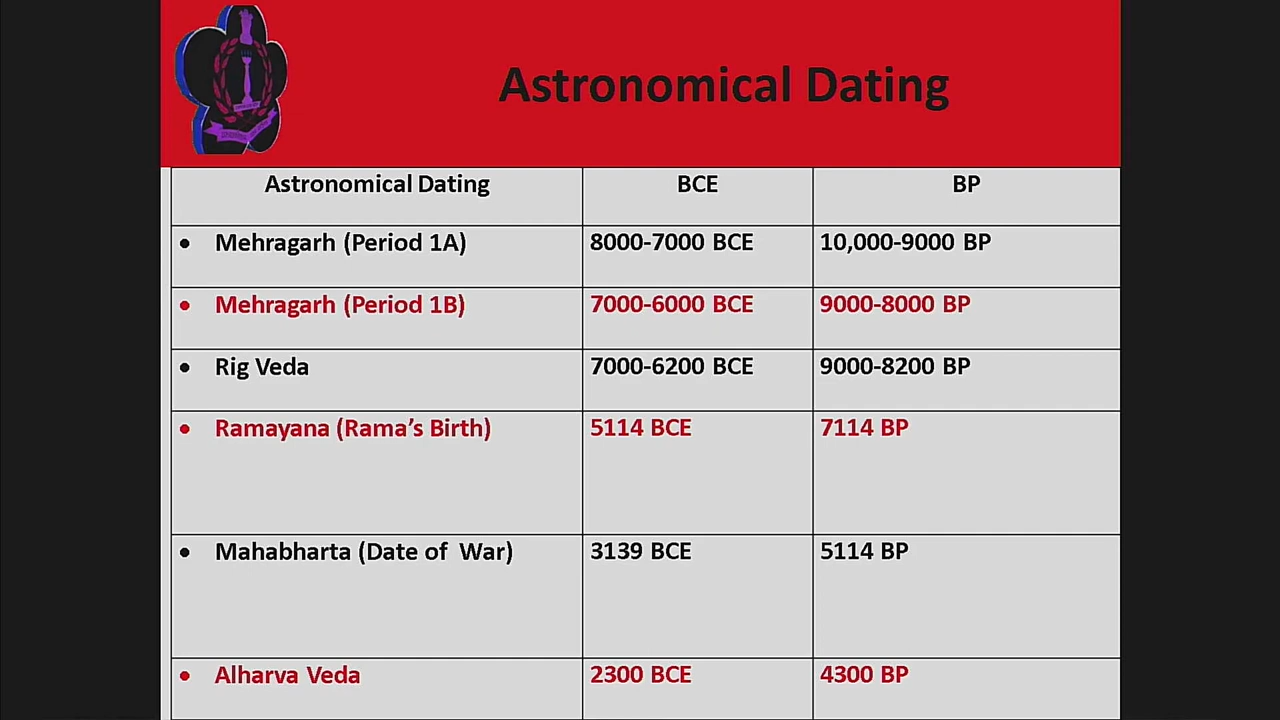 Astronomical Dating
Astronomical Dating BCE BP
• Mehragarh (Period 1A) 8000-7000 BCE 10,000-9000 BP
• Mehragarh (Period 1B) 7000-6000 BCE 9000-8000 BP
• Rig Veda 7000-6200 BCE 9000-8200 BP
• Ramayana (Rama’s Birth) 5114 BCE 7114 BP
• Mahabharta (Date of War) 3139 BCE 5114 BP
• Alharva Veda 2300 BCE 4300 BP